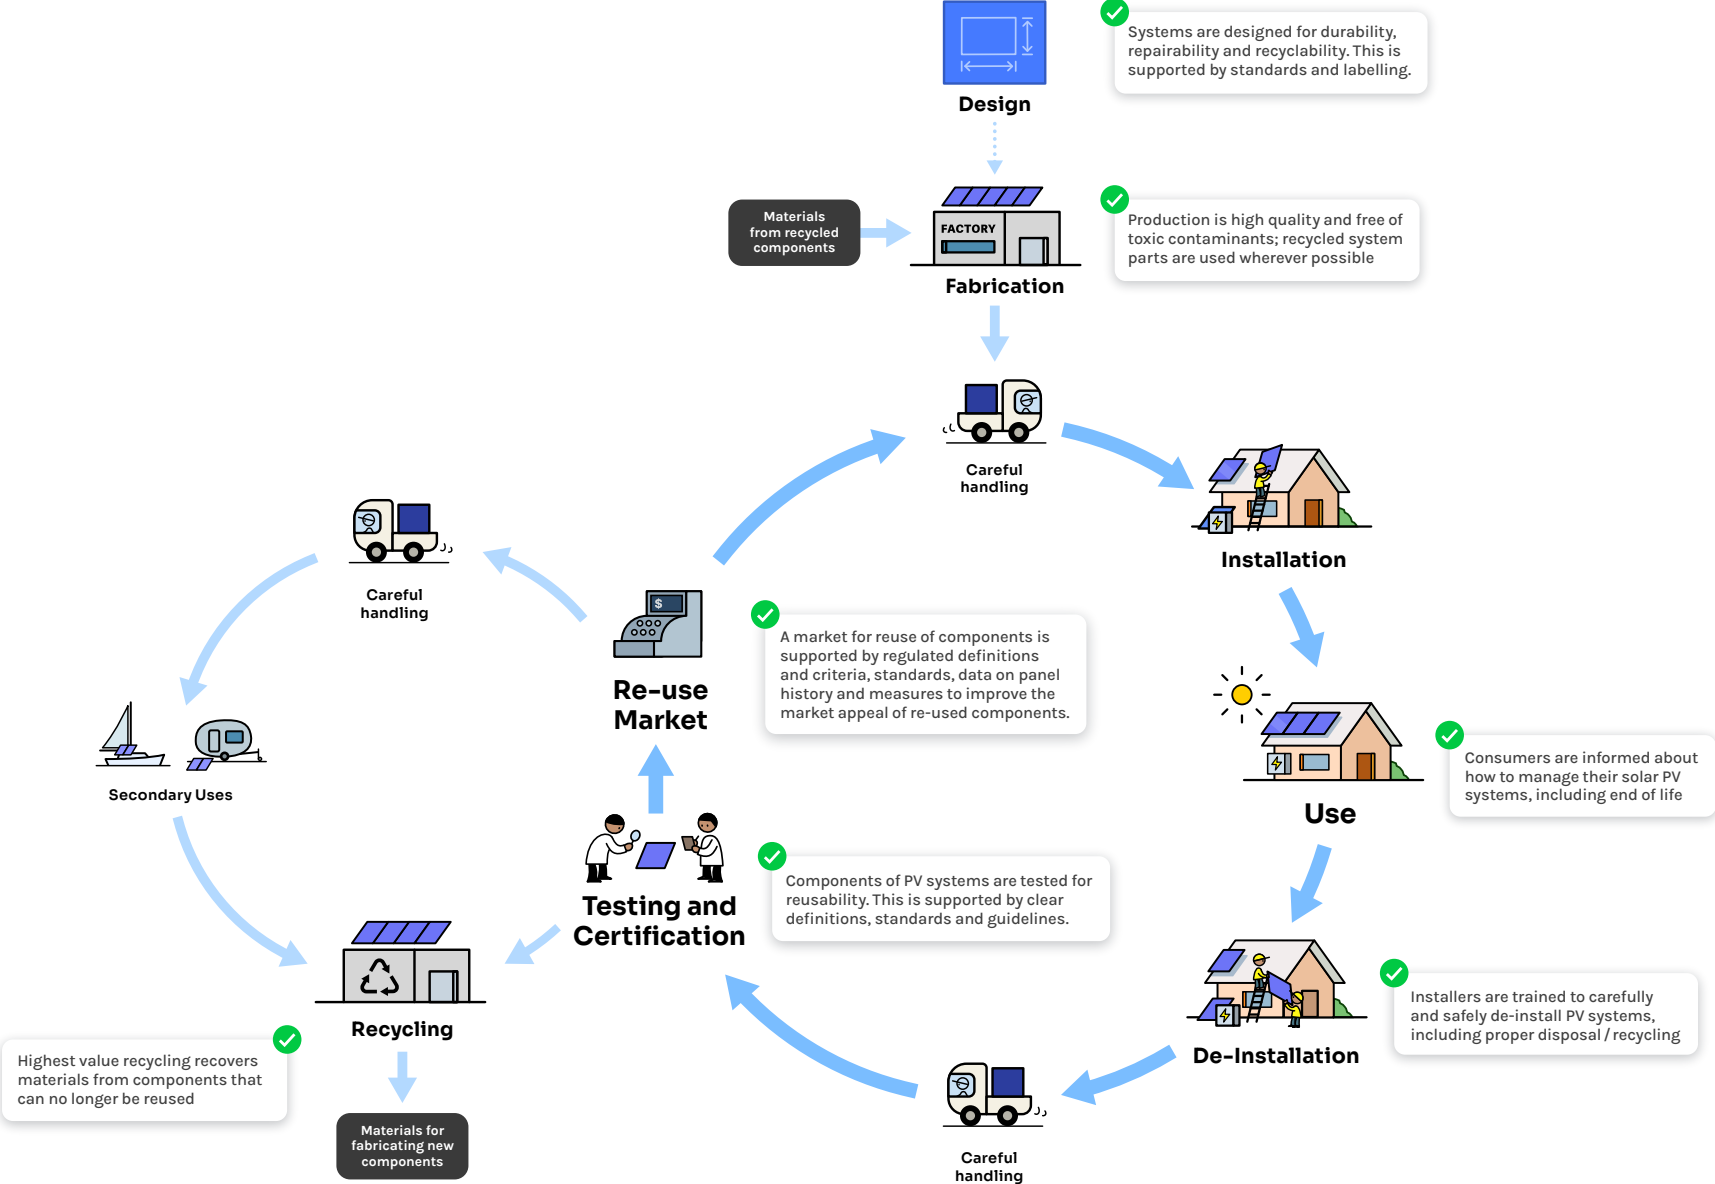 Design
Systems are designed for durability,
repairability and recyclability. This is
supported by standards and labelling.
Materials
from recycled
components
FACTORY
Fabrication
Production is high quality and free of
toxic contaminants; recycled system
parts are used wherever possible
Careful
handling
Installation
Careful
handling
$
Re-use
Market
A market for reuse of components is
supported by regulated definitions
and criteria, standards, data on panel
history and measures to improve the
market appeal of re-used components.
Use
Consumers are informed about
how to manage their solar PV
systems, including end of life
Secondary Uses
Testing and
Certification
Components of PV systems are tested for
reusability. This is supported by clear
definitions, standards and guidelines.
De-Installation
Installers are trained to carefully
and safely de-install PV systems,
including proper disposal / recycling
Recycling
Highest value recycling recovers
materials from components that
can no longer be reused
Materials for
fabricating new
components
Careful
handling